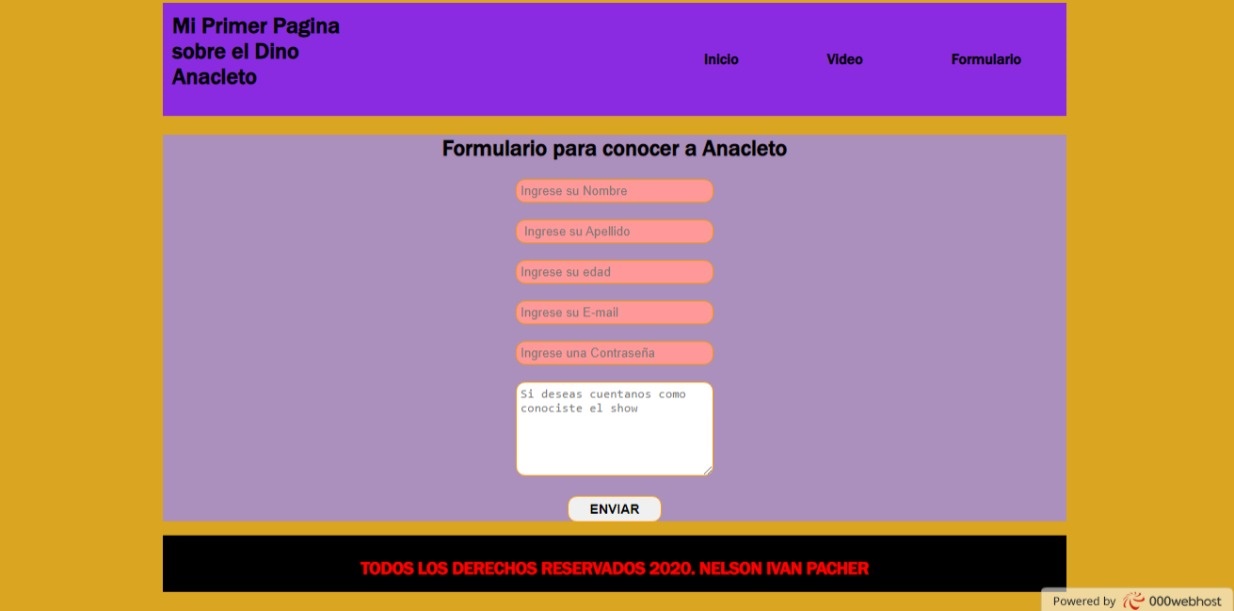 Mi Primer Pagina
sobre el Dino
Anacleto
Inicio
Video
Formulario
Formulario para conocer a Anacleto
Ingrese su Nombre
Ingrese su Apellido
Ingrese su edad
Ingrese su E-mail
Ingrese una Contraseña
Si deseas cuentanos como
conociste el show
ENVIAR
TODOS LOS DERECHOS RESERVADOS 2020. NELSON IVAN PACHER
Powered by 000webhost